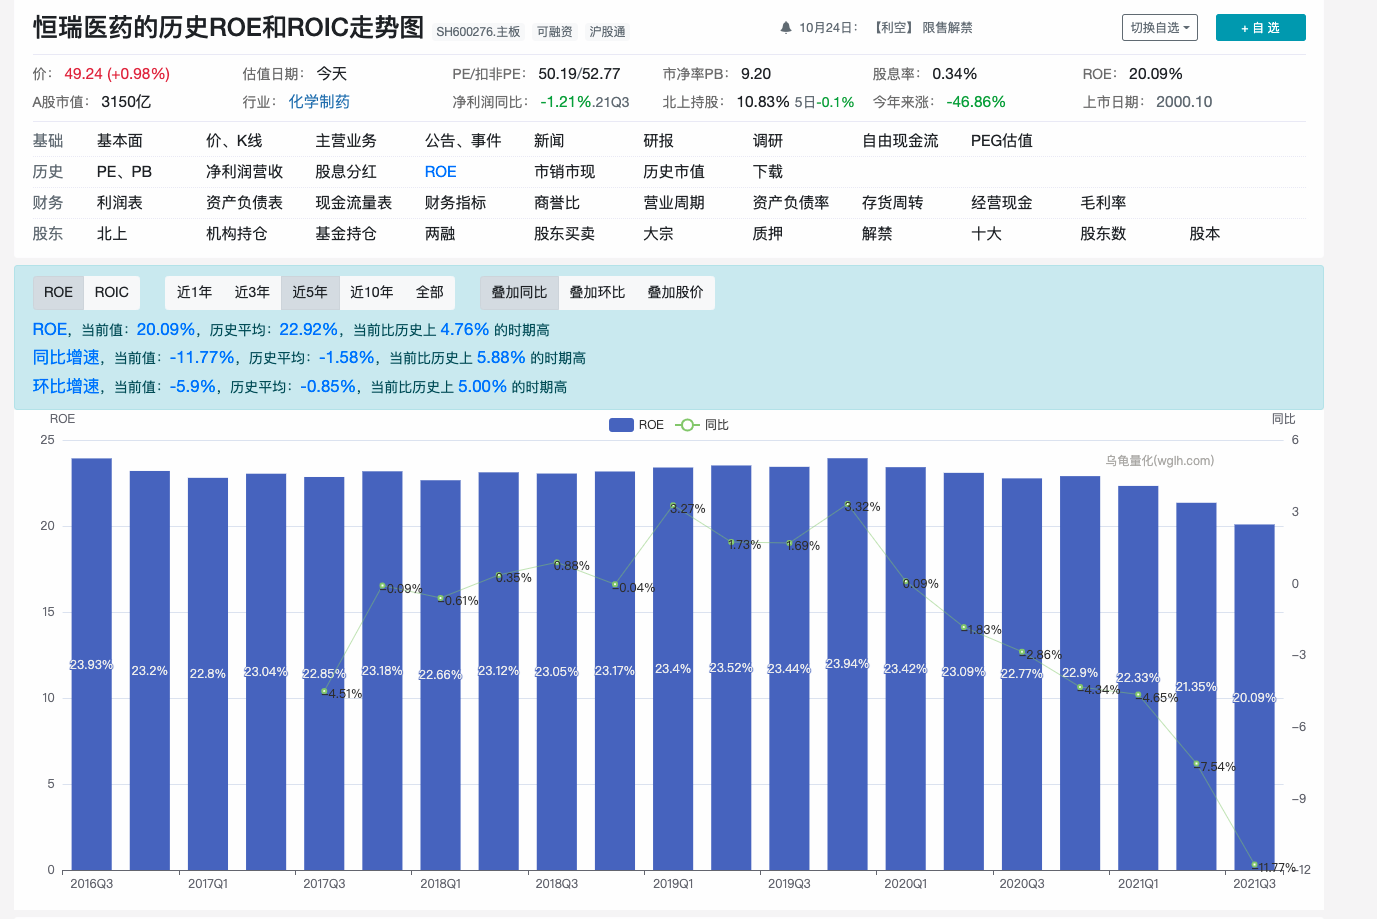 恒瑞医药的历史ROE和ROIC走势图 SH600276.主板 可融资 沪股通 10月24日: 【利空】 限售解禁 切换自选 + 自 选
价: 49.24 (+0.98%) 估值日期: 今天 PE/扣非PE: 50.19/52.77 市净率PB: 9.20 股息率: 0.34% ROE: 20.09%
A股市值: 3150亿 行业: 化学制药 净利润同比: -1.21%.21Q3 北上持股: 10.83% 5日-0.1% 今年来涨: -46.86% 上市日期: 2000.10
基础 基本面 价、K线 主营业务 公告、事件 新闻 研报 调研 自由现金流 PEG估值
历史 PE、PB 净利润营收 股息分红 ROE 市销市现 历史市值 下载
财务 利润表 资产负债表 现金流量表 财务指标 商誉比 营业周期 资产负债率 存货周转 经营现金 毛利率
股东 北上 机构持仓 基金持仓 两融 股东买卖 大宗 质押 解禁 十大 股东数 股本
ROE ROIC 近1年 近3年 近5年 近10年 全部 叠加同比 叠加环比 叠加股价
ROE, 当前值: 20.09%, 历史平均: 22.92%, 当前比历史上 4.76% 的时期高
同比增速, 当前值: -11.77%, 历史平均: -1.58%, 当前比历史上 5.88% 的时期高
环比增速, 当前值: -5.9%, 历史平均: -0.85%, 当前比历史上 5.00% 的时期高
ROE ROE 同比 同比
25 6
乌龟量化(wglh.com)
20 3
3.27% 1.73% 1.69% 3.32%
15 0
-0.09% -0.61% 0.35% 0.88% -0.04% 0.09% -1.83%
-3
-2.86%
23.93% 23.2% 22.8% 23.04% 22.85% 23.18% 22.66% 23.12% 23.05% 23.17% 23.4% 23.52% 23.44% 23.94% 23.42% 23.09% 22.77% 22.9% 22.33% 21.35% 20.09%
10 -4.51% -4.34% -4.65%
-6
5 -7.54%
-9
0 -11.77% -12
2016Q3 2017Q1 2017Q3 2018Q1 2018Q3 2019Q1 2019Q3 2020Q1 2020Q3 2021Q1 2021Q3